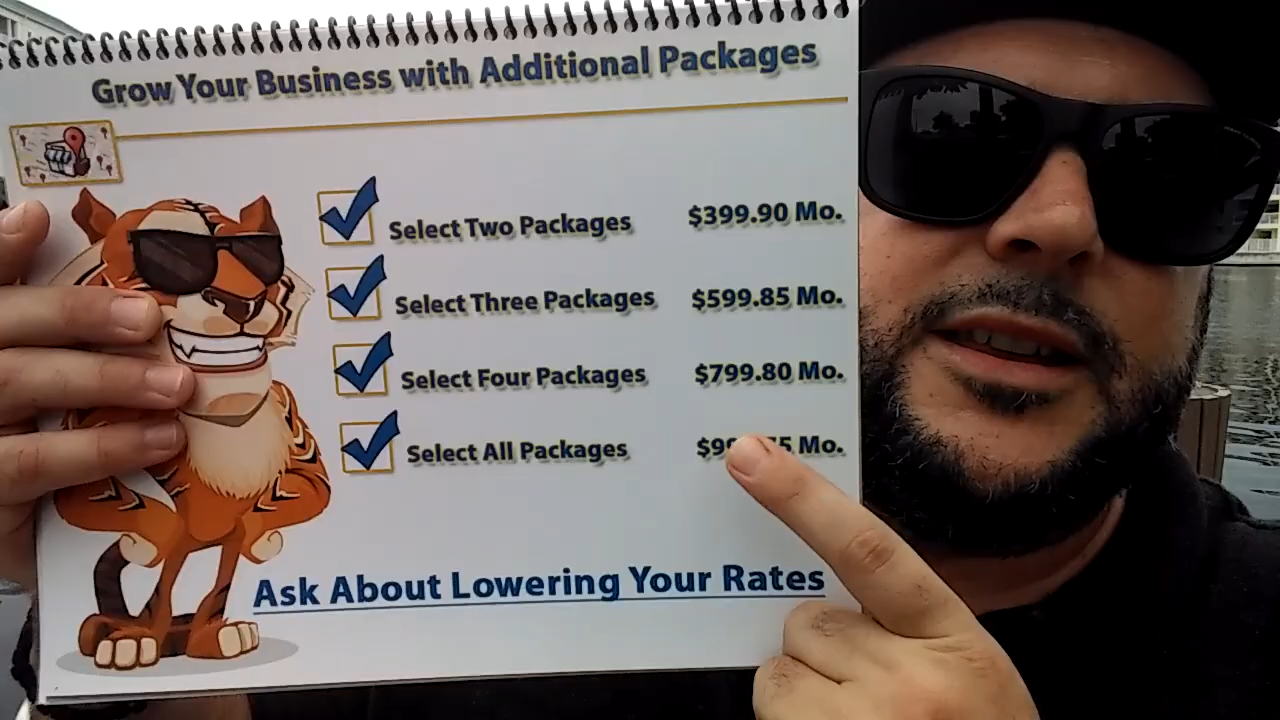 Grow Your Business with Additional Packages
Select Two Packages $399.90 Mo.
Select Three Packages $599.85 Mo.
Select Four Packages $799.80 Mo.
Select All Packages Mo.
Ask About Lowering Your Rates